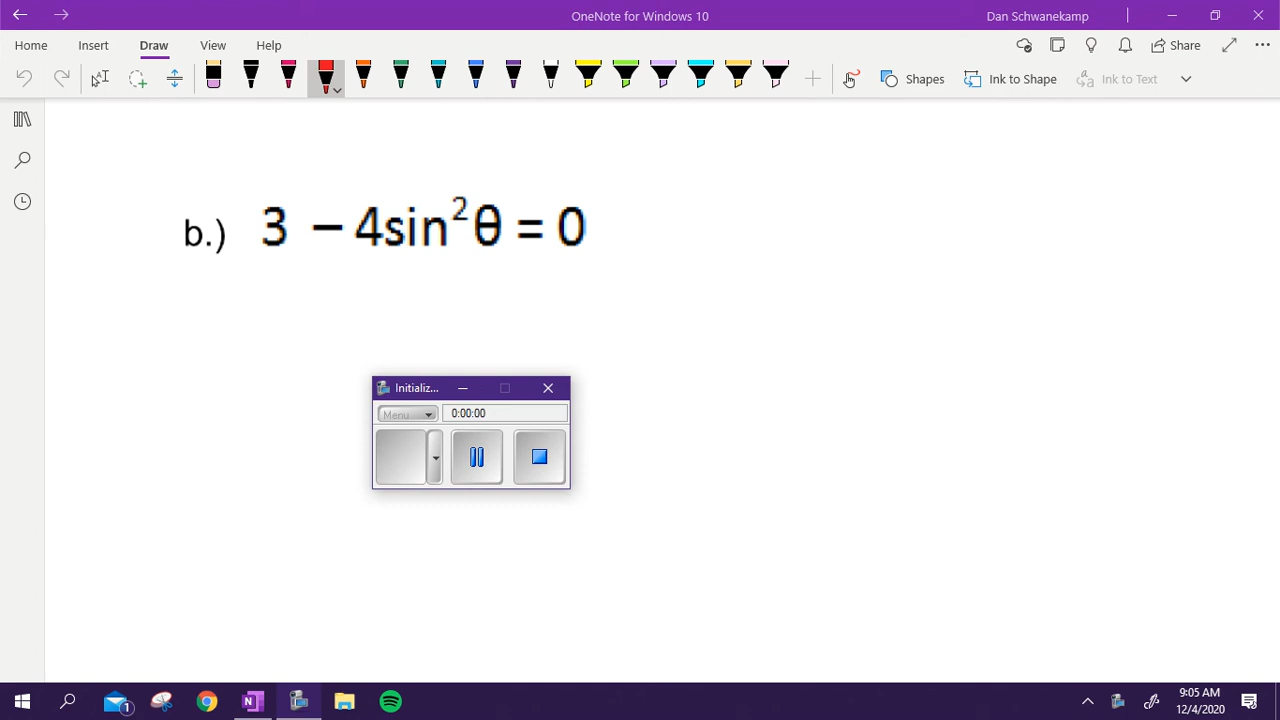 OneNote for Windows 10
Dan Schwanekamp
Home Insert Draw View Help
Share
Shapes
Ink to Shape
Ink to Text
b.) 3 – 4sin²θ = 0
Initializ...
Menu
0:00:00
1
N
9:05 AM
12/4/2020